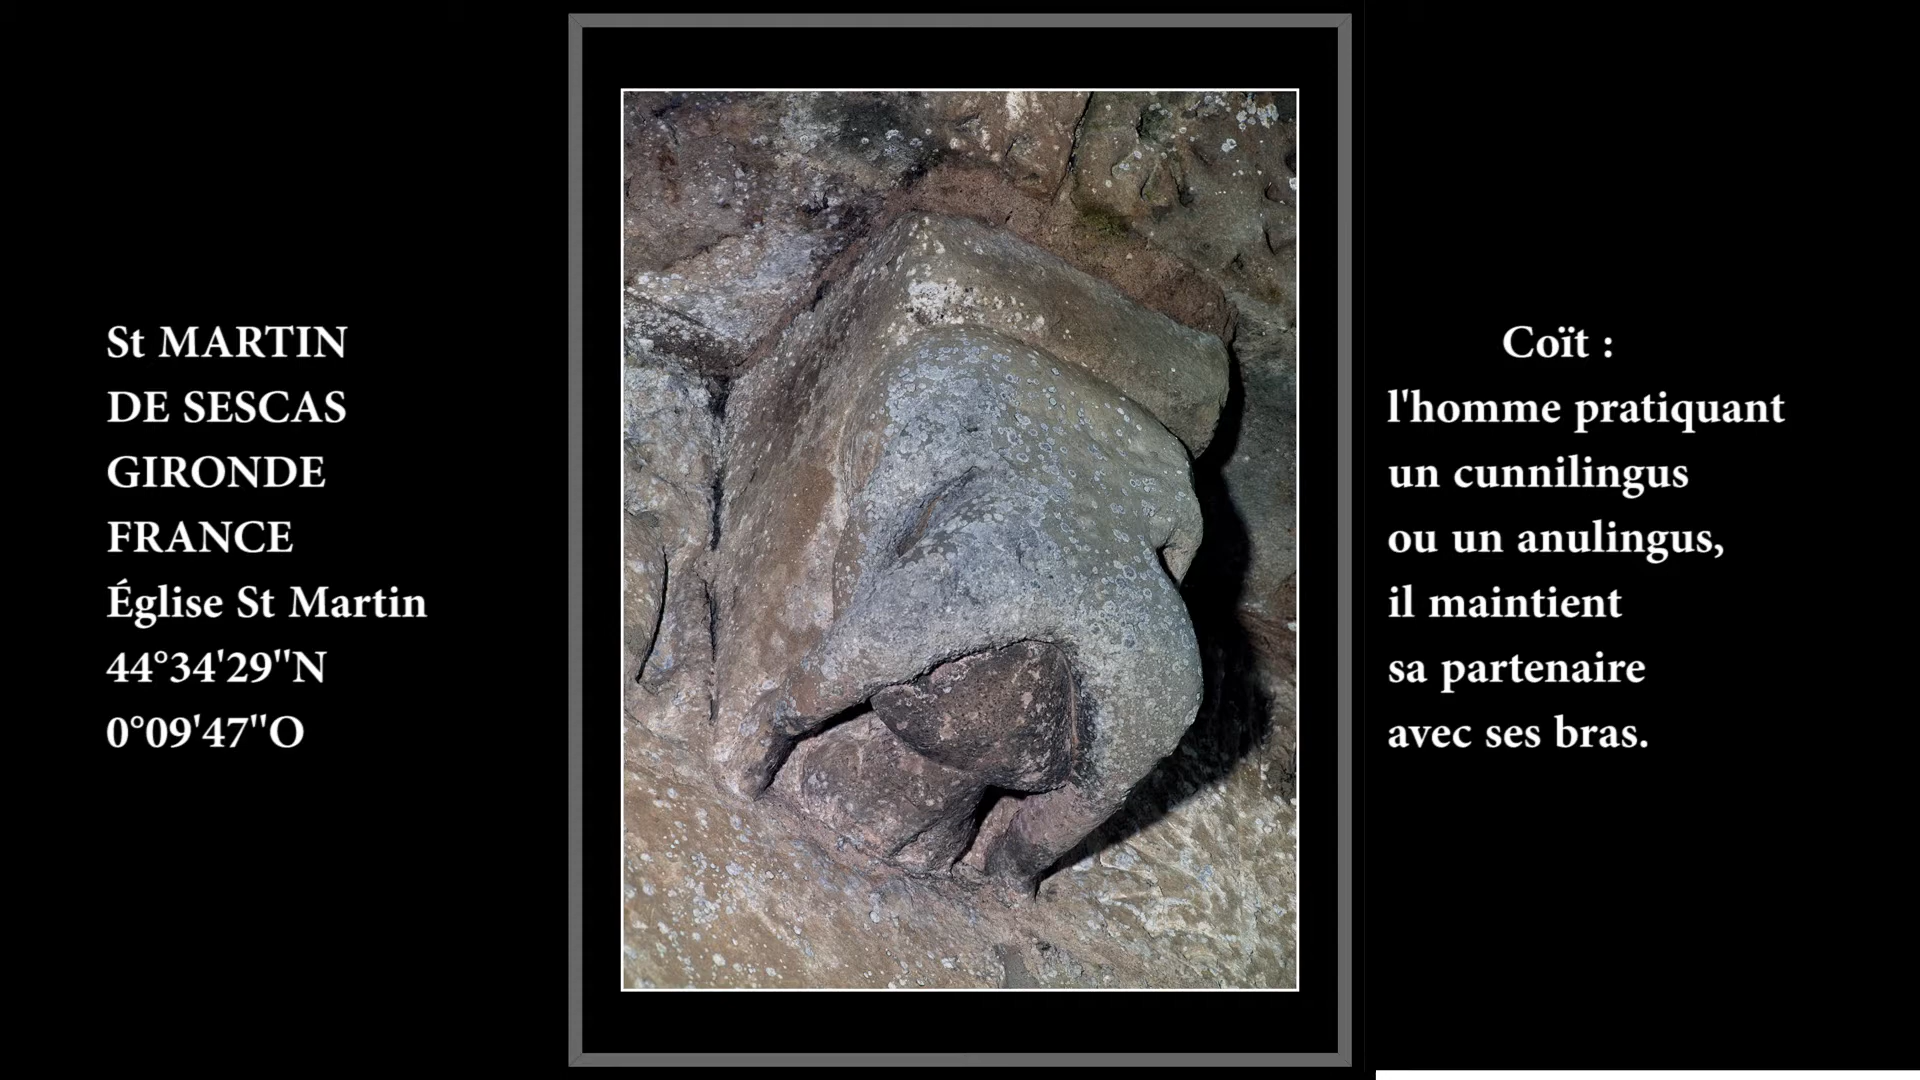 St MARTIN
DE SESCAS
GIRONDE
FRANCE
Église St Martin
44°34'29"N
0°09'47"O
Coït :
l'homme pratiquant
un cunnilingus
ou un anulingus,
il maintient
sa partenaire
avec ses bras.